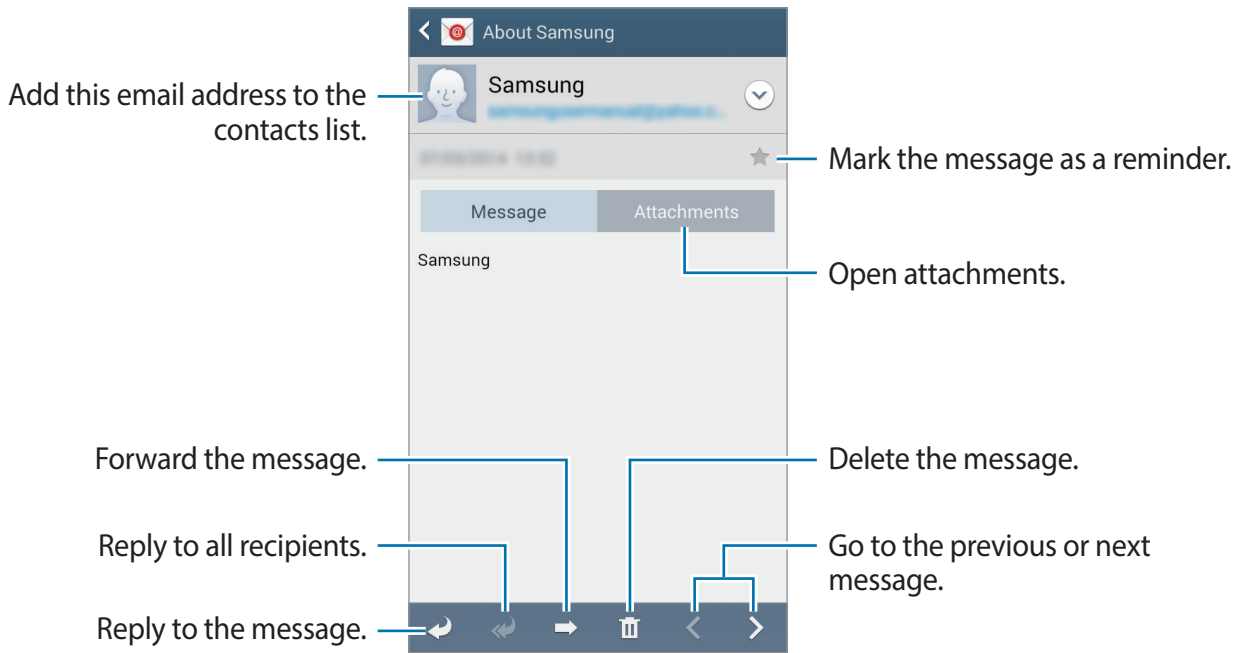 About Samsung
Samsung
Add this email address to the
contacts list.
Mark the message as a reminder.
Message
Attachments
Samsung
Open attachments.
Forward the message.
Delete the message.
Reply to all recipients.
Go to the previous or next
message.
Reply to the message.